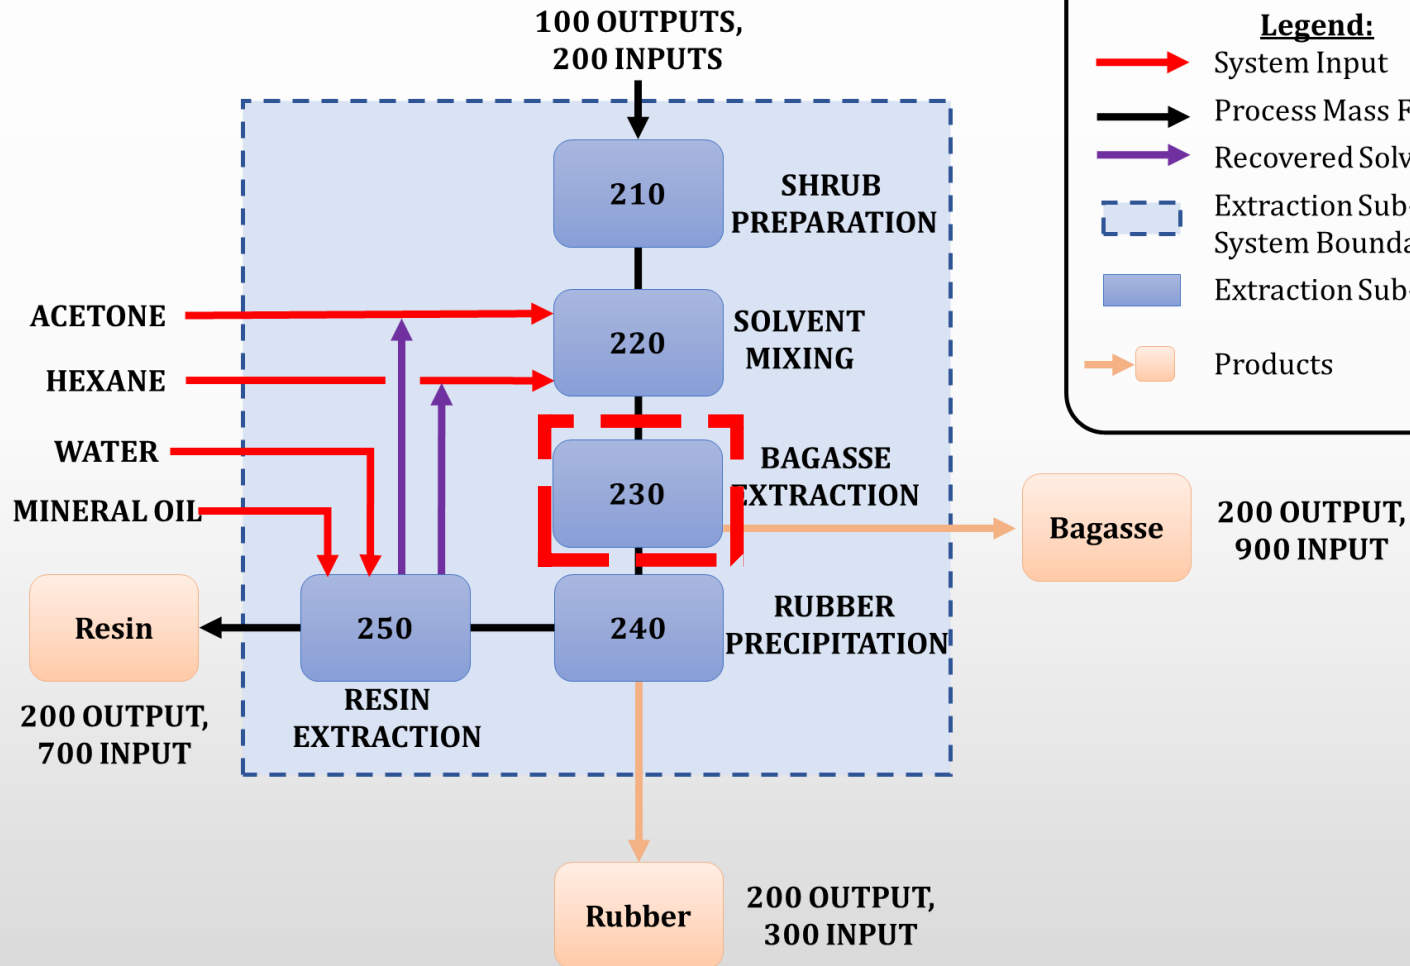 100 OUTPUTS,
200 INPUTS
Legend:
System Input
Process Mass F
Recovered Solv
Extraction Sub-
System Bounda
Extraction Sub-
Products
210
SHRUB
PREPARATION
ACETONE
220
SOLVENT
MIXING
HEXANE
WATER
MINERAL OIL
230
BAGASSE
EXTRACTION
Bagasse
200 OUTPUT,
900 INPUT
Resin
200 OUTPUT,
700 INPUT
250
RESIN
EXTRACTION
240
RUBBER
PRECIPITATION
Rubber
200 OUTPUT,
300 INPUT